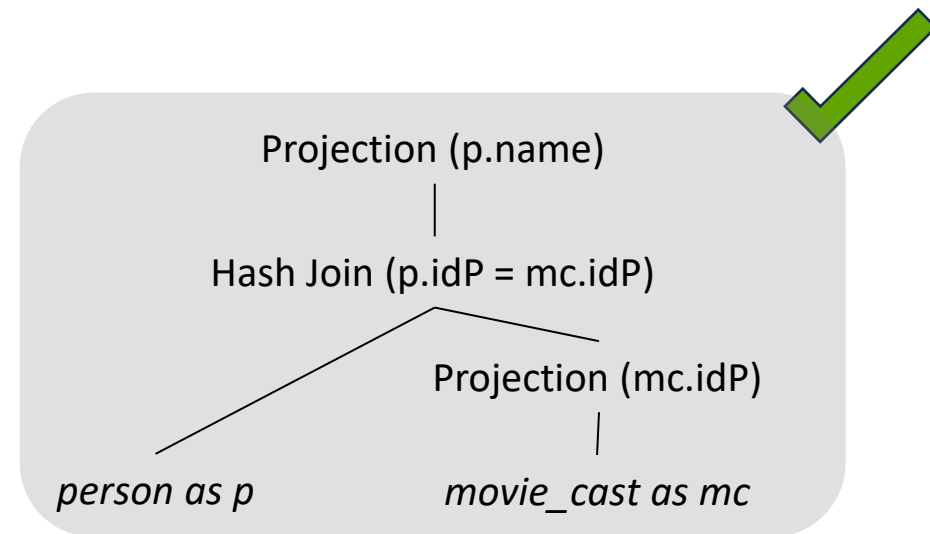 Projection (p.name)
Hash Join (p.idP = mc.idP)
Projection (mc.idP)
person as p
movie_cast as mc